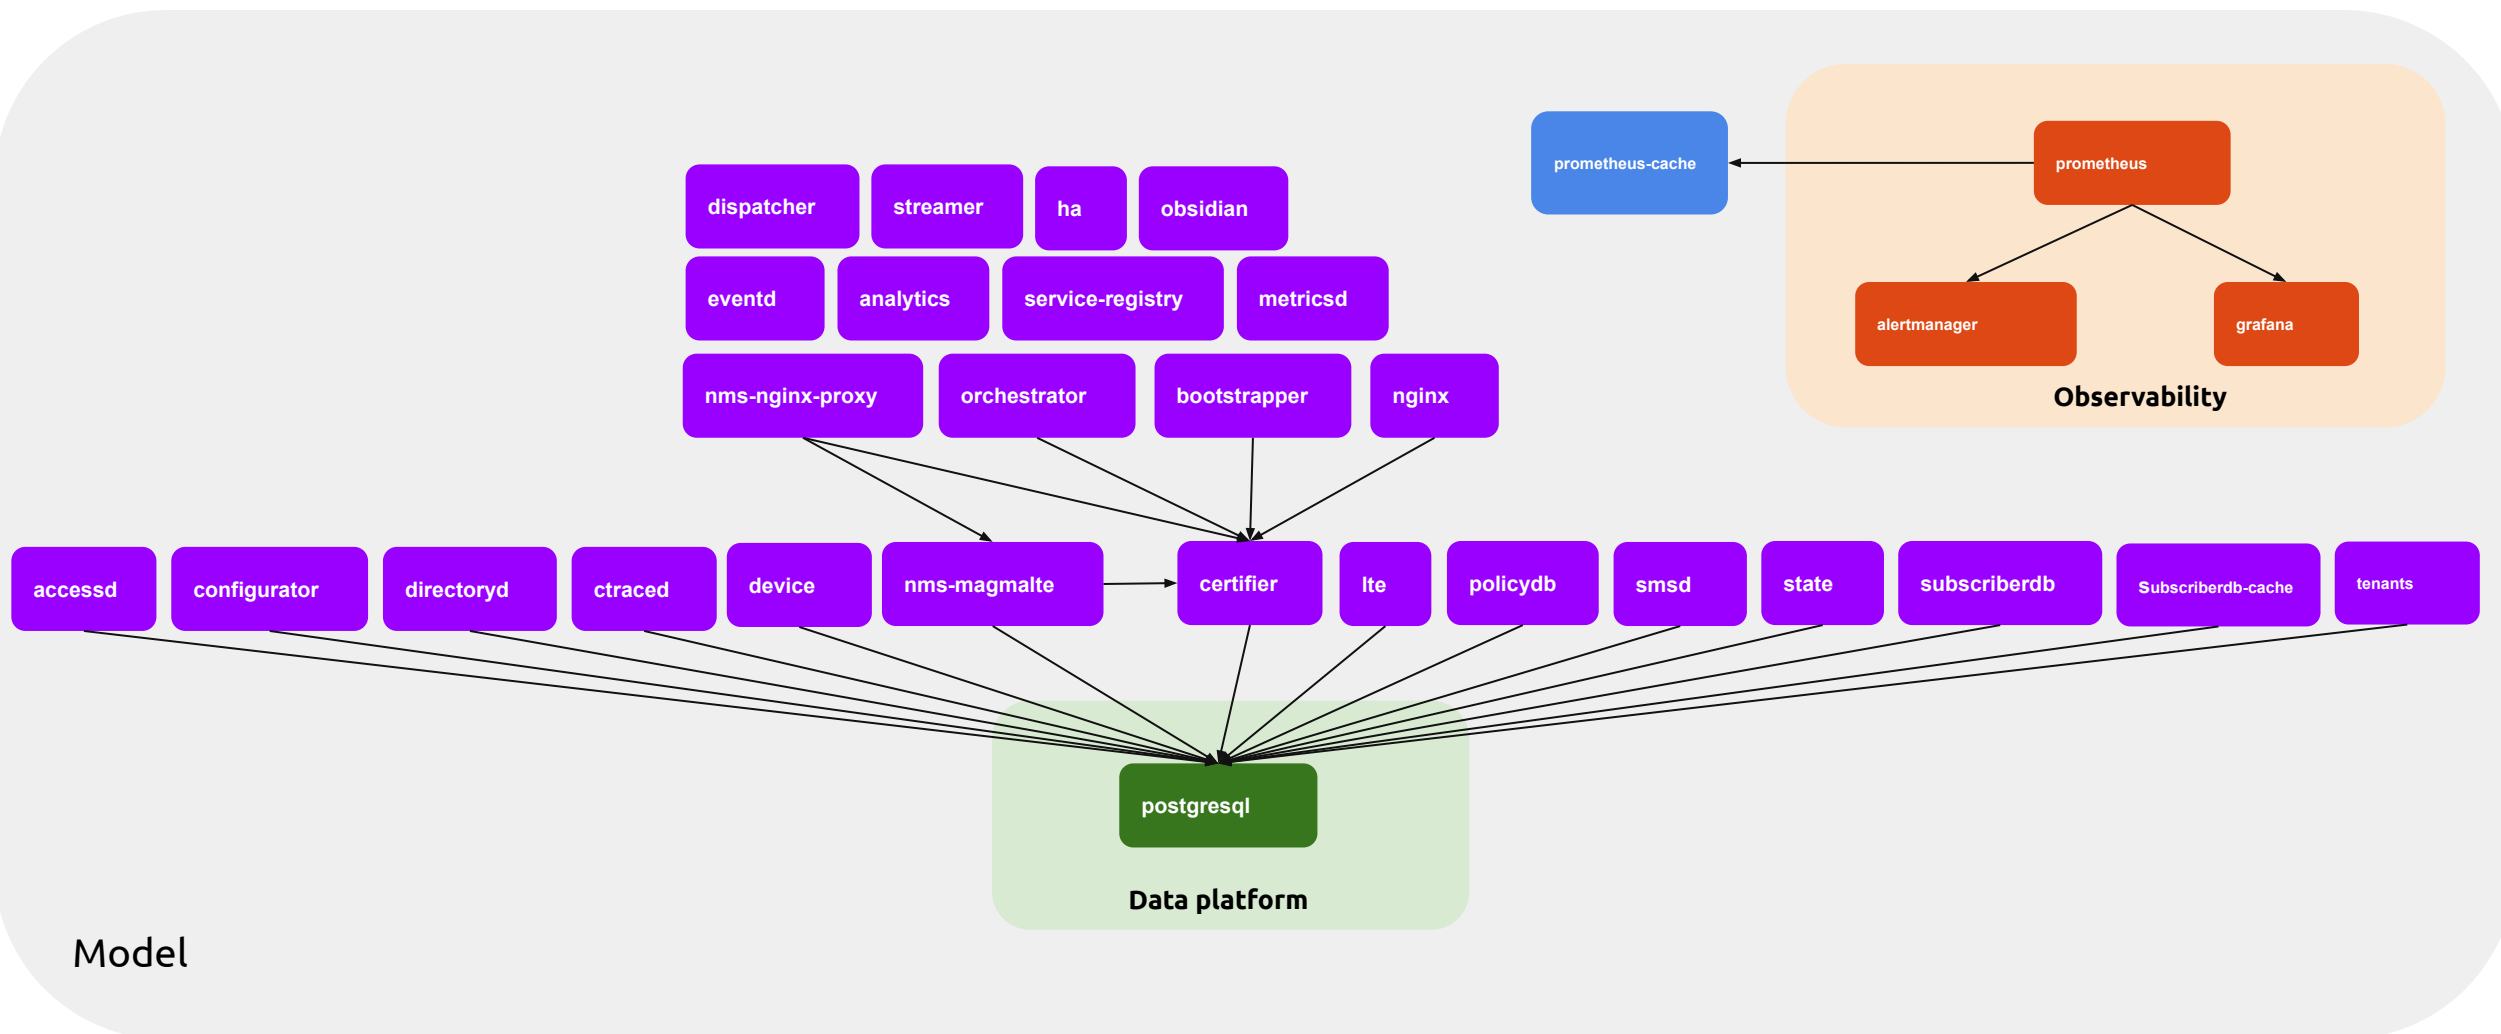 prometheus-cache
prometheus
dispatcher
streamer
ha
obsidian
eventd
analytics
service-registry
metricsd
alertmanager
grafana
Observability
nms-nginx-proxy
orchestrator
bootstrapper
nginx
accessd
configurator
directoryd
ctraced
device
nms-magmalte
certifier
lte
policydb
smsd
state
subscriberdb
Subscriberdb-cache
tenants
postgresql
Data platform
Model